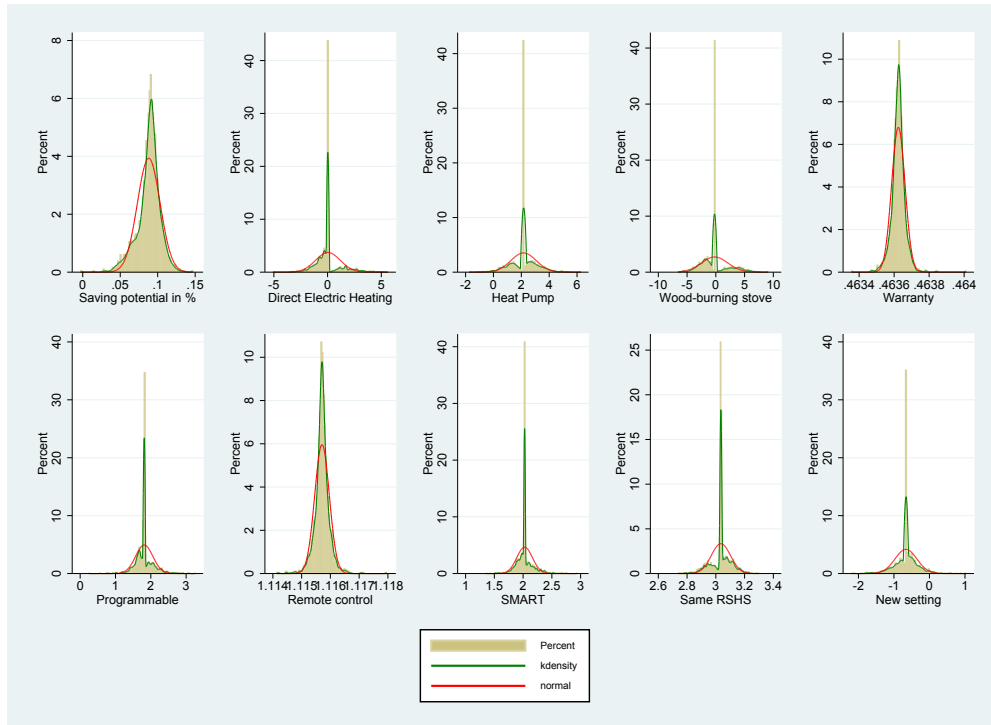 Percent
0
2
4
6
8
0 .05 .1 .15
Saving potential in %
Percent
0
10
20
30
40
-5 0 5
Direct Electric Heating
Percent
0
10
20
30
40
-2 0 2 4 6
Heat Pump
Percent
0
10
20
30
40
-10 -5 0 5 10
Wood-burning stove
Percent
0
2
4
6
8
10
.4634 .4636 .4638 .464
Warranty
Percent
0
10
20
30
40
0 1 2 3
Programmable
Percent
0
2
4
6
8
10
1.114 1.115 1.116 1.117 1.118
Remote control
Percent
0
10
20
30
40
1 1.5 2 2.5 3
SMART
Percent
0
5
10
15
20
25
2.6 2.8 3 3.2 3.4
Same RSHS
Percent
0
10
20
30
40
-2 -1 0 1
New setting
Percent
kdensity
normal